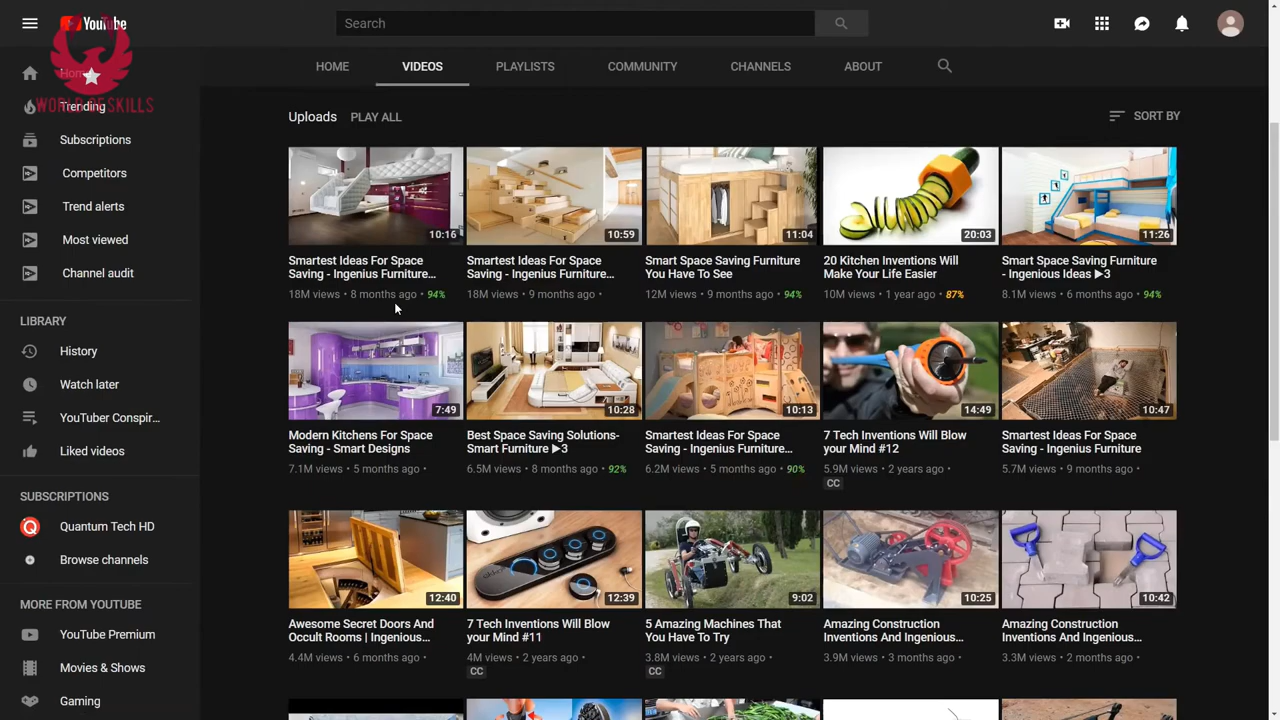 YouTube
Search
WORLD OF SKILLS
Home
Trending
Subscriptions
Competitors
Trend alerts
Most viewed
Channel audit
LIBRARY
History
Watch later
YouTuber Conspir...
Liked videos
SUBSCRIPTIONS
Quantum Tech HD
Browse channels
MORE FROM YOUTUBE
YouTube Premium
Movies & Shows
Gaming
HOME VIDEOS PLAYLISTS COMMUNITY CHANNELS ABOUT
Uploads PLAY ALL SORT BY
10:16
Smartest Ideas For Space
Saving - Ingenius Furniture...
18M views • 8 months ago • 94%
10:59
Smartest Ideas For Space
Saving - Ingenius Furniture...
18M views • 9 months ago •
11:04
Smart Space Saving Furniture
You Have To See
12M views • 9 months ago • 94%
20:03
20 Kitchen Inventions Will
Make Your Life Easier
10M views • 1 year ago • 87%
11:26
Smart Space Saving Furniture
- Ingenious Ideas ▶3
8.1M views • 6 months ago • 94%
7:49
Modern Kitchens For Space
Saving - Smart Designs
7.1M views • 5 months ago •
10:28
Best Space Saving Solutions-
Smart Furniture ▶3
6.5M views • 8 months ago • 92%
10:13
Smartest Ideas For Space
Saving - Ingenius Furniture...
6.2M views • 5 months ago • 90%
14:49
7 Tech Inventions Will Blow
your Mind #12
5.9M views • 2 years ago •
CC
10:47
Smartest Ideas For Space
Saving - Ingenius Furniture
5.7M views • 9 months ago •
12:40
Awesome Secret Doors And
Occult Rooms | Ingenious...
4.4M views • 6 months ago •
12:39
7 Tech Inventions Will Blow
your Mind #11
4M views • 2 years ago •
CC
9:02
5 Amazing Machines That
You Have To Try
3.8M views • 2 years ago •
CC
10:25
Amazing Construction
Inventions And Ingenious...
3.9M views • 3 months ago •
10:42
Amazing Construction
Inventions And Ingenious...
3.3M views • 2 months ago •